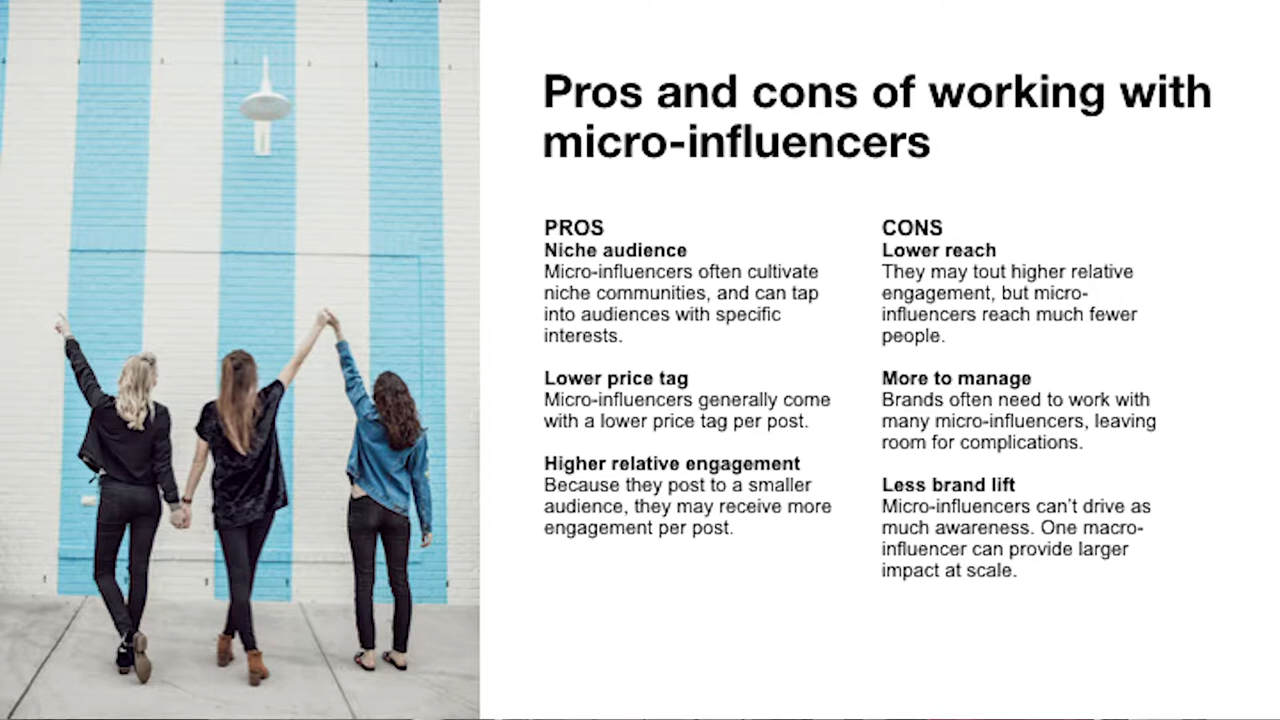 Pros and cons of working with
micro-influencers
PROS
Niche audience
Micro-influencers often cultivate
niche communities, and can tap
into audiences with specific
interests.
Lower price tag
Micro-influencers generally come
with a lower price tag per post.
Higher relative engagement
Because they post to a smaller
audience, they may receive more
engagement per post.
CONS
Lower reach
They may tout higher relative
engagement, but micro-
influencers reach much fewer
people.
More to manage
Brands often need to work with
many micro-influencers, leaving
room for complications.
Less brand lift
Micro-influencers can’t drive as
much awareness. One macro-
influencer can provide larger
impact at scale.